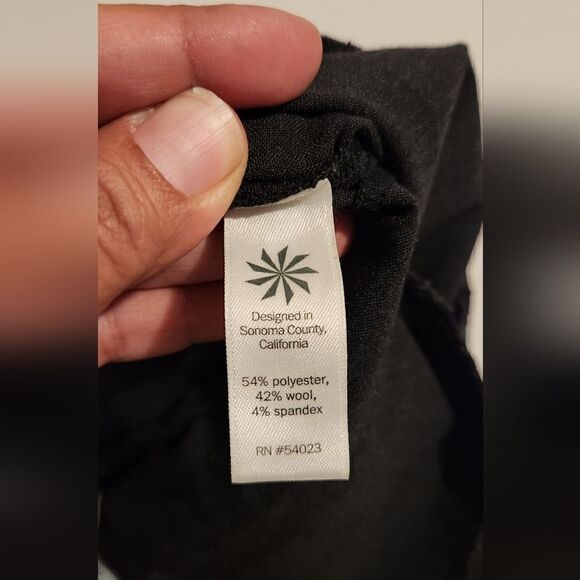 Designed in
Sonoma County,
California
54% polyester,
42% wool,
4% spandex
RN #54023